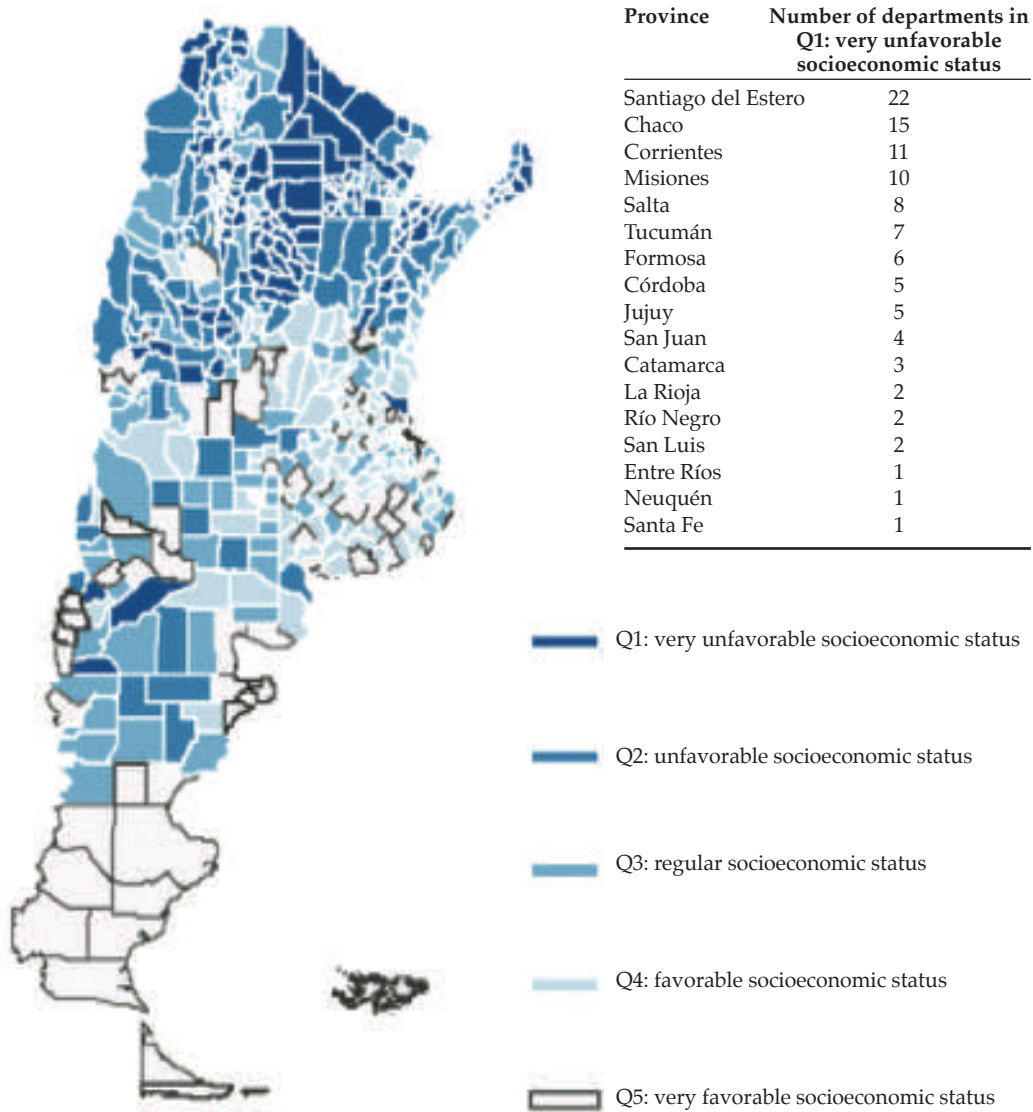 Province Number of departments in
Q1: very unfavorable
socioeconomic status
Santiago del Estero 22
Chaco 15
Corrientes 11
Misiones 10
Salta 8
Tucumán 7
Formosa 6
Córdoba 5
Jujuy 5
San Juan 4
Catamarca 3
La Rioja 2
Río Negro 2
San Luis 2
Entre Ríos 1
Neuquén 1
Santa Fe 1
Q1: very unfavorable socioeconomic status
Q2: unfavorable socioeconomic status
Q3: regular socioeconomic status
Q4: favorable socioeconomic status
Q5: very favorable socioeconomic status